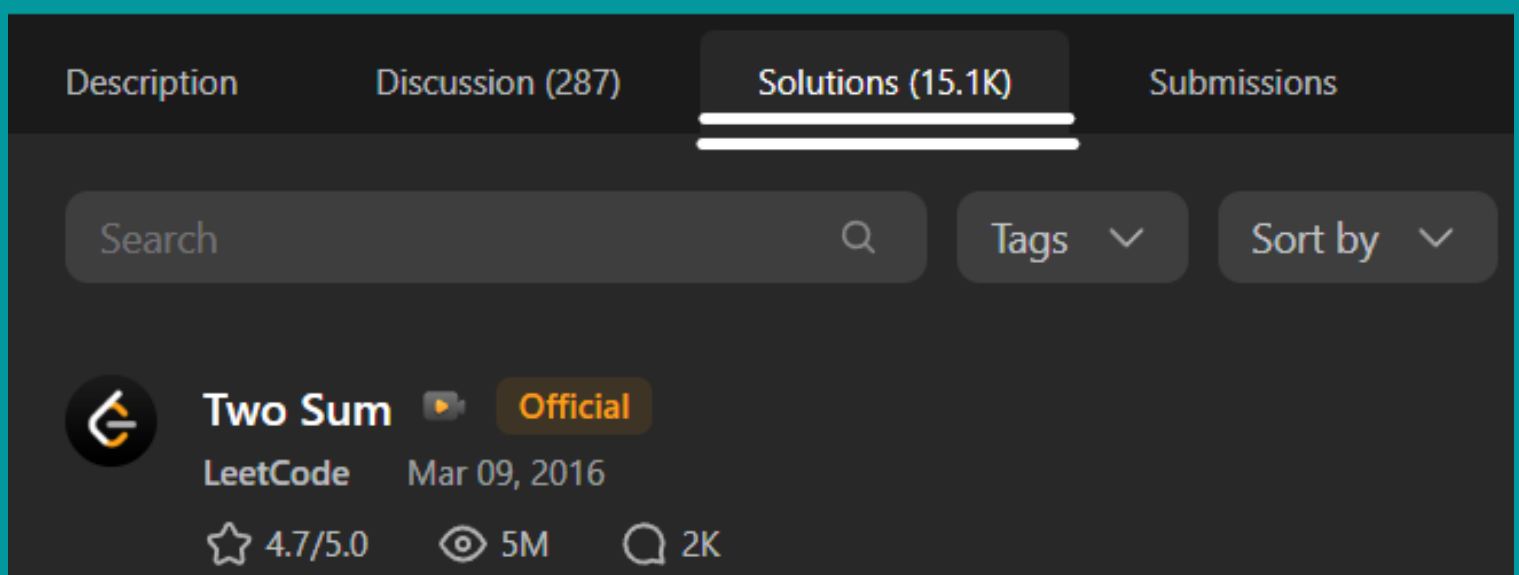 Description Discussion (287) Solutions (15.1K) Submissions
Search Tags Sort by
Two Sum Official
LeetCode Mar 09, 2016
4.7/5.0 5M 2K